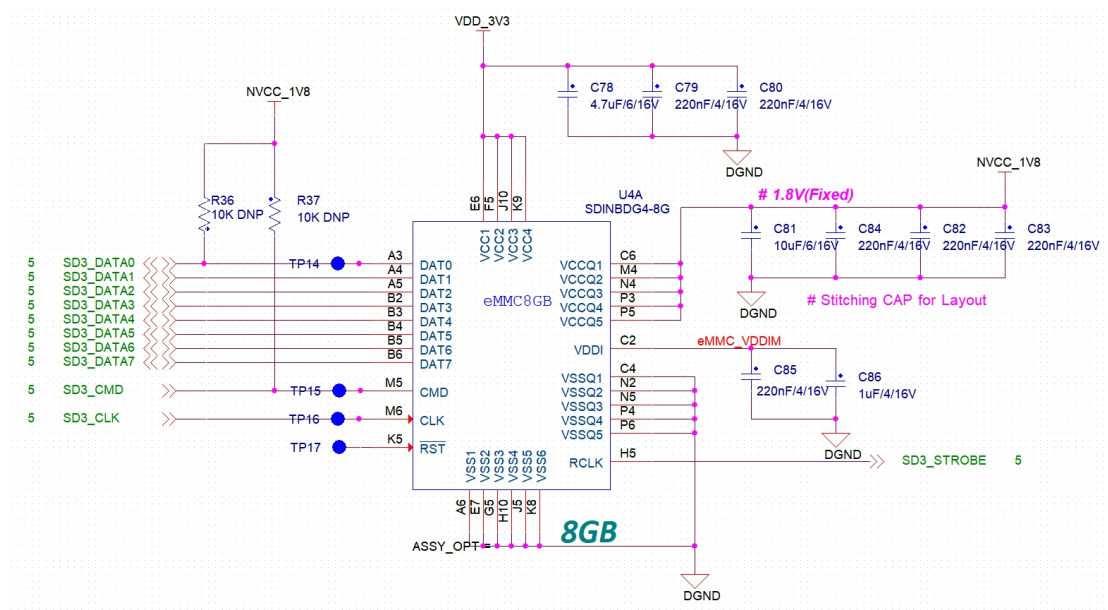 VDD_3V3
C78
4.7uF/6/16V
C79
220nF/4/16V
C80
220nF/4/16V
DGND
NVCC_1V8
R36
10K DNP
R37
10K DNP
E6
F5
J10
K9
U4A
SDINBDG4-8G
VCC1
VCC2
VCC3
VCC4
# 1.8V(Fixed)
NVCC_1V8
C81
10uF/6/16V
C84
220nF/4/16V
C82
220nF/4/16V
C83
220nF/4/16V
DGND
# Stitching CAP for Layout
5 SD3_DATA0
5 SD3_DATA1
5 SD3_DATA2
5 SD3_DATA3
5 SD3_DATA4
5 SD3_DATA5
5 SD3_DATA6
5 SD3_DATA7
5 SD3_CMD
5 SD3_CLK
TP14
TP15
TP16
TP17
A3 DAT0
A4 DAT1
A5 DAT2
B2 DAT3
B3 DAT4
B4 DAT5
B5 DAT6
B6 DAT7
M5 CMD
M6 CLK
K5 RST
eMMC8GB
VCCQ1 C6
VCCQ2 M4
VCCQ3 N4
VCCQ4 P3
VCCQ5 P5
VDDI C2
eMMC_VDDIM
C85
220nF/4/16V
C86
1uF/4/16V
DGND
VSSQ1 C4
VSSQ2 N2
VSSQ3 N5
VSSQ4 P4
VSSQ5 P6
RCLK H5
SD3_STROBE 5
VSS1
VSS2
VSS3
VSS4
VSS5
VSS6
A6
E7
G5
H10
J5
K8
8GB
ASSY_OPT =
DGND